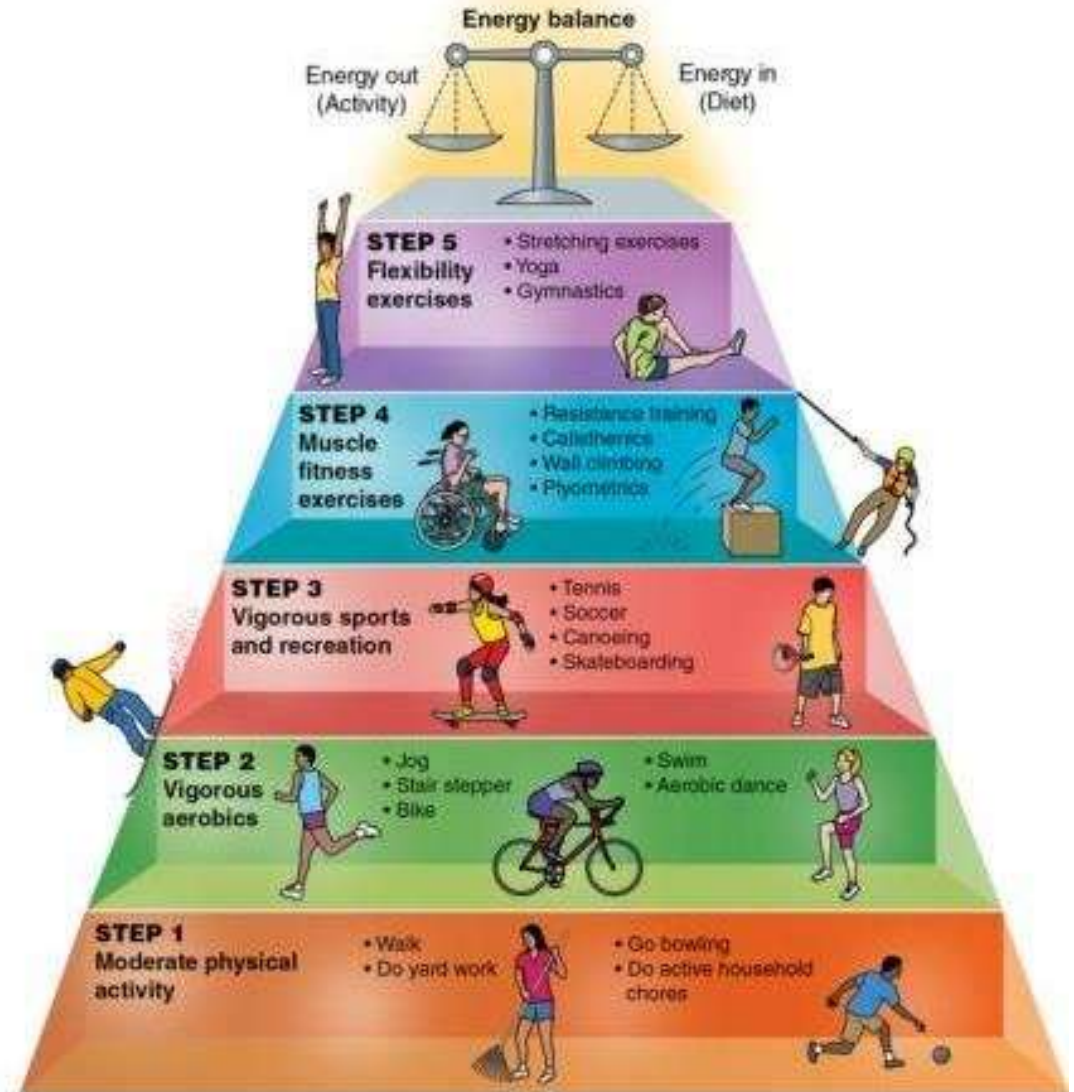 Energy balance
Energy out
(Activity)
Energy in
(Diet)
STEP 5
Flexibility
exercises
• Stretching exercises
• Yoga
• Gymnastics
STEP 4
Muscle
fitness
exercises
• Resistance training
• Calisthenics
• Wall climbing
• Plyometrics
STEP 3
Vigorous sports
and recreation
• Tennis
• Soccer
• Canoeing
• Skateboarding
STEP 2
Vigorous
aerobics
• Jog
• Stair stepper
• Bike
• Swim
• Aerobic dance
STEP 1
Moderate physical
activity
• Walk
• Do yard work
• Go bowling
• Do active household
chores